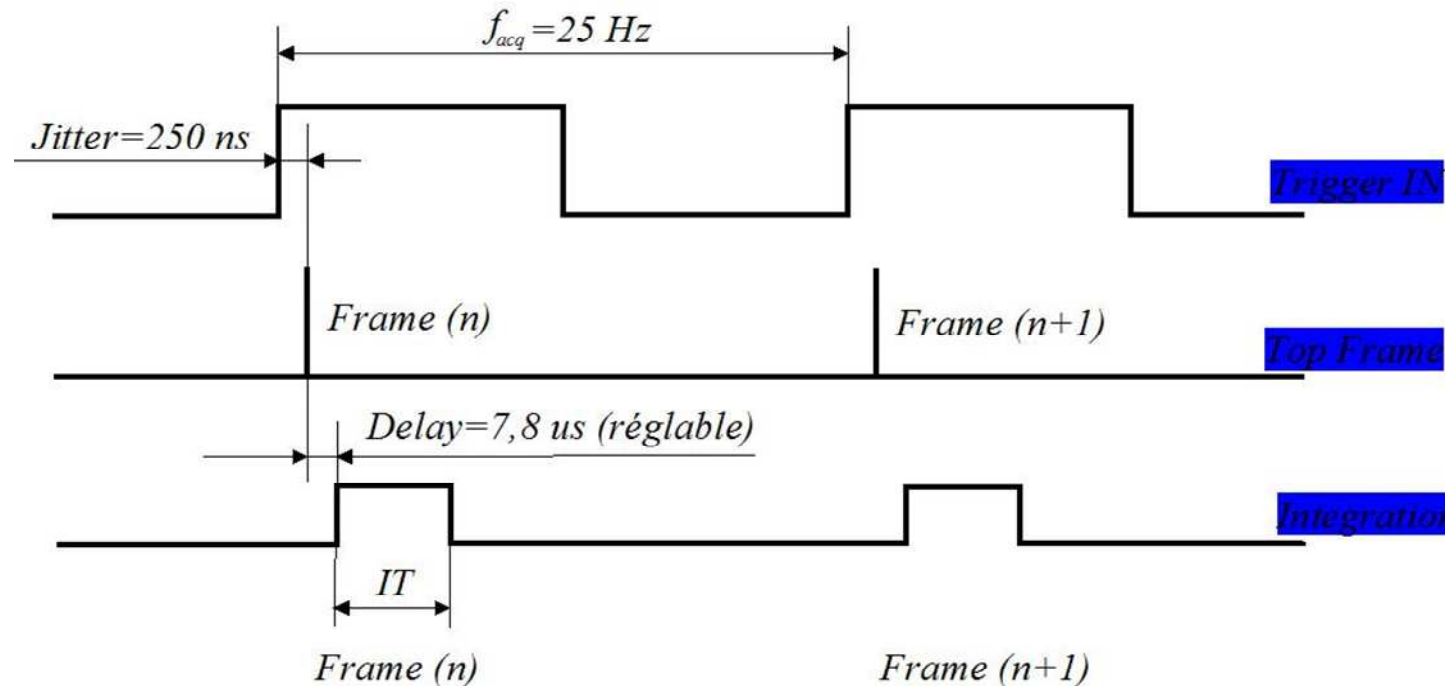 f_acq=25 Hz
Jitter=250 ns
Trigger IN
Frame (n)
Frame (n+1)
Top Frame
Delay=7,8 us (réglable)
Integration
IT
Frame (n)
Frame (n+1)